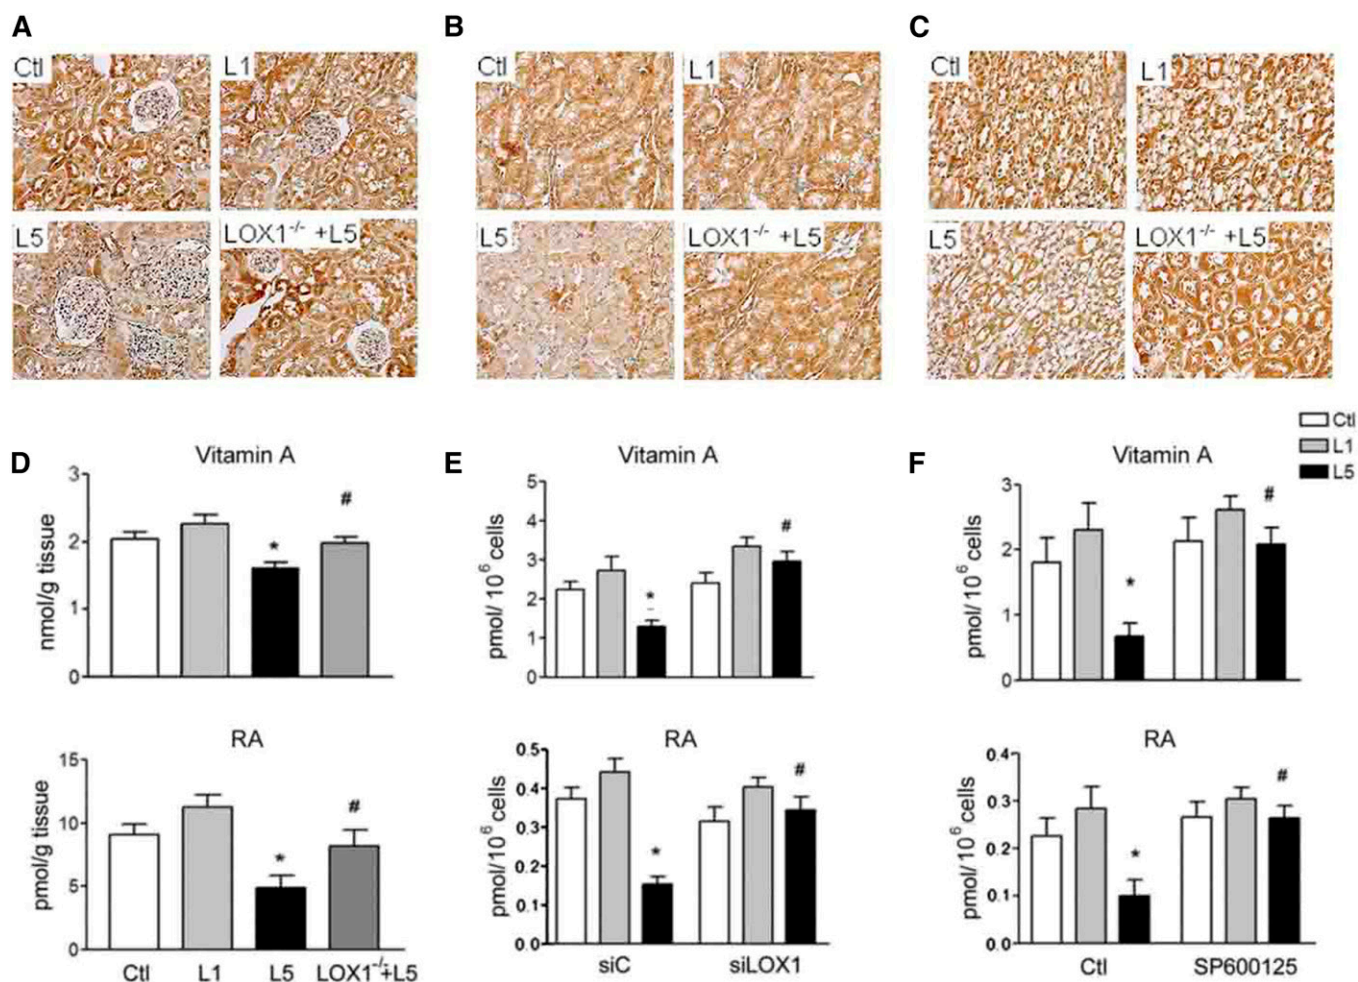 A
B
C
Ctl
L1
Ctl
L1
Ctl
L1
L5
LOX1-/- +L5
L5
LOX1-/- +L5
L5
LOX1-/- +L5
Ctl
L1
L5
D
Vitamin A
3
2
1
0
nmol/g tissue
*
#
RA
15
10
5
0
pmol/g tissue
*
#
Ctl
L1
L5
LOX1-/-+L5
E
Vitamin A
5
4
3
2
1
0
pmol/ 10^6 cells
*
#
RA
0.5
0.4
0.3
0.2
0.1
0.0
pmol/ 10^6 cells
*
#
siC
siLOX1
F
Vitamin A
3
2
1
0
pmol/ 10^6 cells
*
#
RA
0.4
0.3
0.2
0.1
0.0
pmol/ 10^6 cells
*
#
Ctl
SP600125